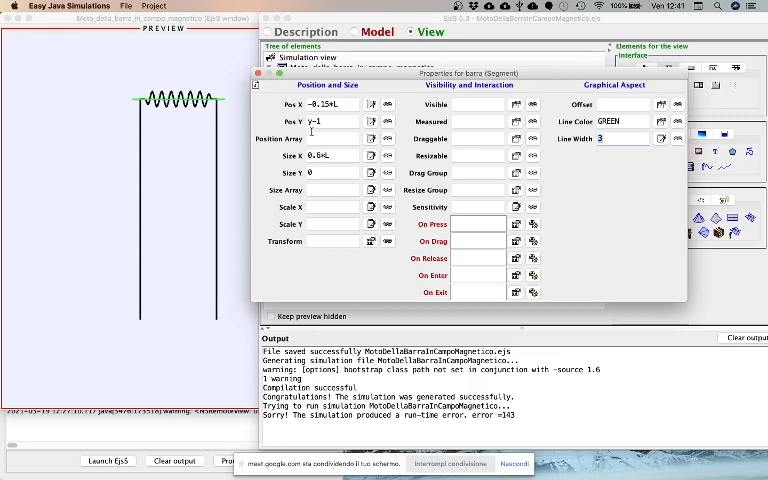 Easy Java Simulations File Project
100% Ven 12:41
Moto_della_barra_in_campo_magnetico (EjsS window)
EjsS 6.3 - MotoDellaBarraInCampoMagnetico.ejs
PREVIEW
Description Model View
Tree of elements
Elements for the view
Simulation view
Interface
Properties for barra (Segment)
Position and Size
Visibility and Interaction
Graphical Aspect
Pos X -0.15*L
Visible
Offset
Pos Y y-1
Measured
Line Color GREEN
Position Array
Draggable
Line Width 3
Size X 0.6*L
Resizable
Size Y 0
Drag Group
Size Array
Resize Group
Scale X
Sensitivity
Scale Y
On Press
Transform
On Drag
On Release
On Enter
On Exit
Keep preview hidden
Output
Clear output
File saved successfully MotoDellaBarraInCampoMagnetico.ejs
Generating simulation file MotoDellaBarraInCampoMagnetico...
warning: [options] bootstrap class path not set in conjunction with -source 1.6
1 warning
Compilation successful
Congratulations! The simulation was generated successfully.
Trying to run simulation MotoDellaBarraInCampoMagnetico...
Sorry! The simulation produced a run-time error. error =143
Launch EjsS
Clear output
meet.google.com sta condividendo il tuo schermo.
Interrompi condivisione
Nascondi